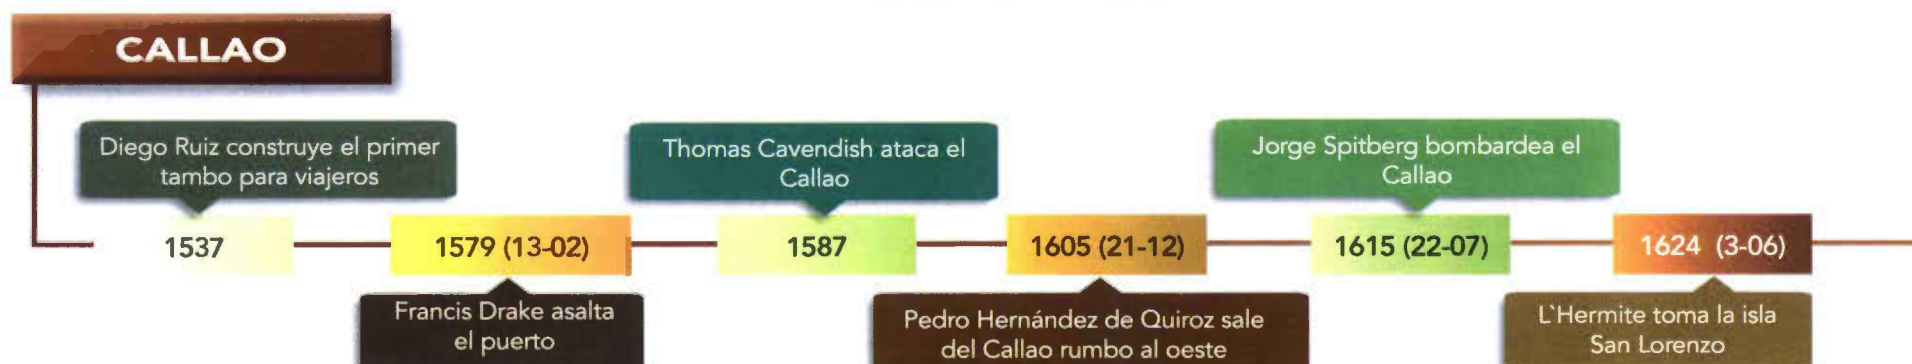 CALLAO
Diego Ruiz construye el primer
tambo para viajeros
1537
1579 (13-02)
Francis Drake asalta
el puerto
Thomas Cavendish ataca el
Callao
1587
1605 (21-12)
Pedro Hernández de Quiroz sale
del Callao rumbo al oeste
Jorge Spitberg bombardea el
Callao
1615 (22-07)
1624 (3-06)
L`Hermite toma la isla
San Lorenzo